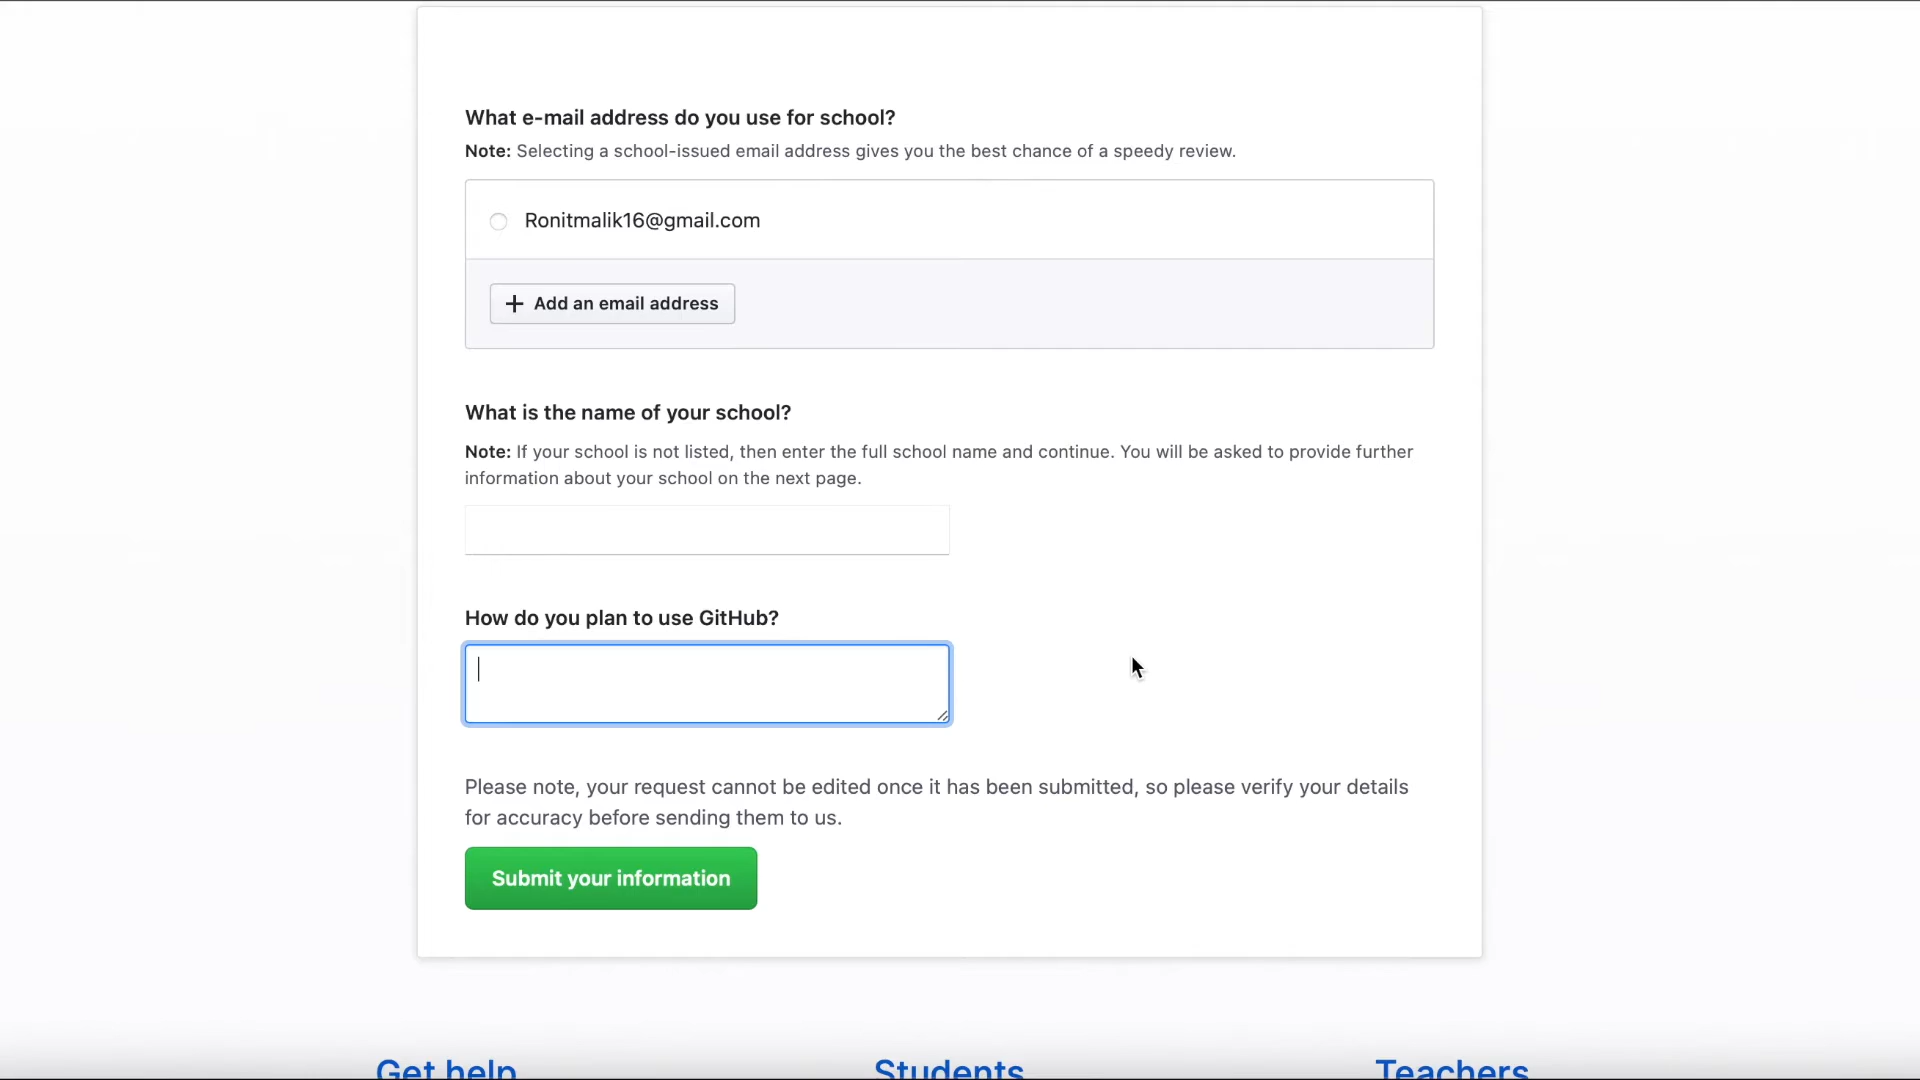 What e-mail address do you use for school?
Note: Selecting a school-issued email address gives you the best chance of a speedy review.
Ronitmalik16@gmail.com
+ Add an email address
What is the name of your school?
Note: If your school is not listed, then enter the full school name and continue. You will be asked to provide further
information about your school on the next page.
How do you plan to use GitHub?
Please note, your request cannot be edited once it has been submitted, so please verify your details
for accuracy before sending them to us.
Submit your information
Get help Students Teachers